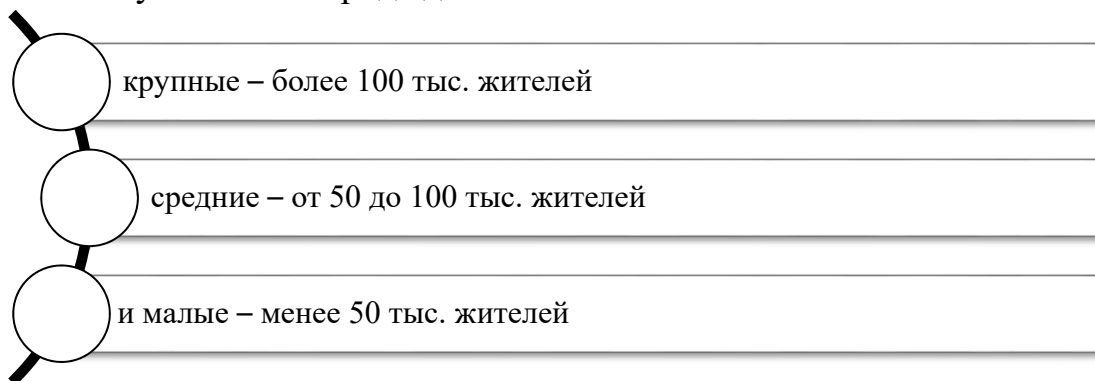 крупные – более 100 тыс. жителей
средние – от 50 до 100 тыс. жителей
и малые – менее 50 тыс. жителей